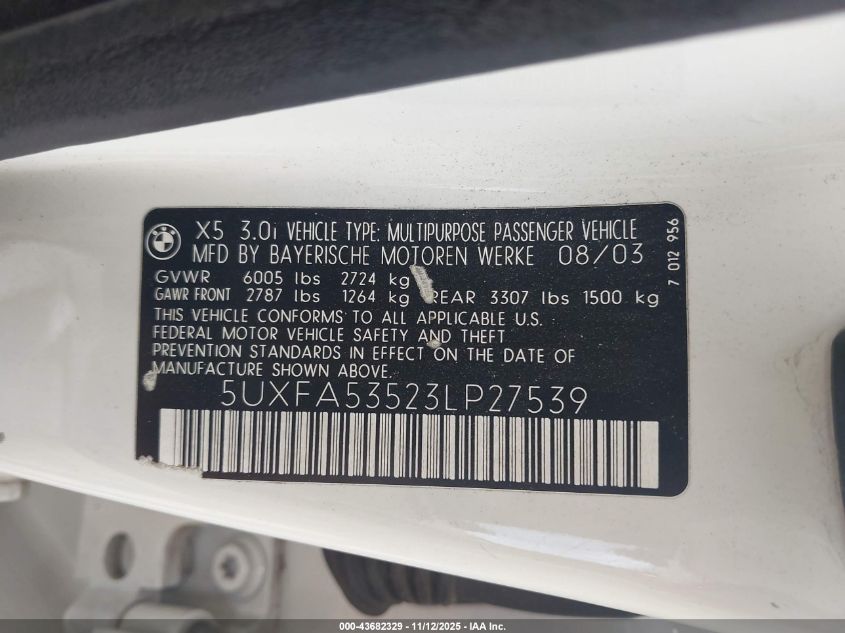 X5 3.0i VEHICLE TYPE: MULTIPURPOSE PASSENGER VEHICLE
MFD BY BAYERISCHE MOTOREN WERKE 08/03
GVWR 6005 lbs 2724 kg
GAWR FRONT 2787 lbs 1264 kg REAR 3307 lbs 1500 kg
THIS VEHICLE CONFORMS TO ALL APPLICABLE U.S.
FEDERAL MOTOR VEHICLE SAFETY AND THEFT
PREVENTION STANDARDS IN EFFECT ON THE DATE OF
MANUFACTURE SHOWN ABOVE.
5UXFA53523LP27539
7 012 956
000-43682329 - 11/12/2025 - IAA Inc.